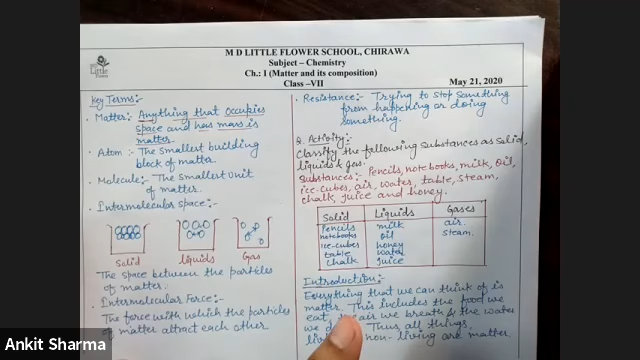 M D LITTLE FLOWER SCHOOL, CHIRAWA
Subject – Chemistry
Ch.: 1 (Matter and its composition)
Class –VII
May 21, 2020
Little
Flower
Key Terms:-
• Matter:- Anything that occupies
space and has mass is
matter.
• Atom :- The smallest building
block of matter.
• Molecule:- The smallest unit
of matter.
• Intermolecular space:-
Solid
liquids
Gas
The space between the particles
of matter.
• Intermolecular Force:-
The force with which the particles
of matter attract each other
• Resistance:- Trying to stop something
from happening or doing
something.
Q. Activity:-
Classify the following substances as Solid,
liquids & gas.
Substances:- Pencils, notebooks, milk, Oil,
ice-cubes, air, water, table, steam,
chalk, Juice and honey.
Solid Liquids Gases
Pencils milk air.
notebooks oil steam.
ice-cubes honey
table water
chalk Juice
Introduction:-
Everything that we can think of is
matter. This includes the food we
eat, air we breath & the water
we Thus all things,
non-living are matter.
Ankit Sharma